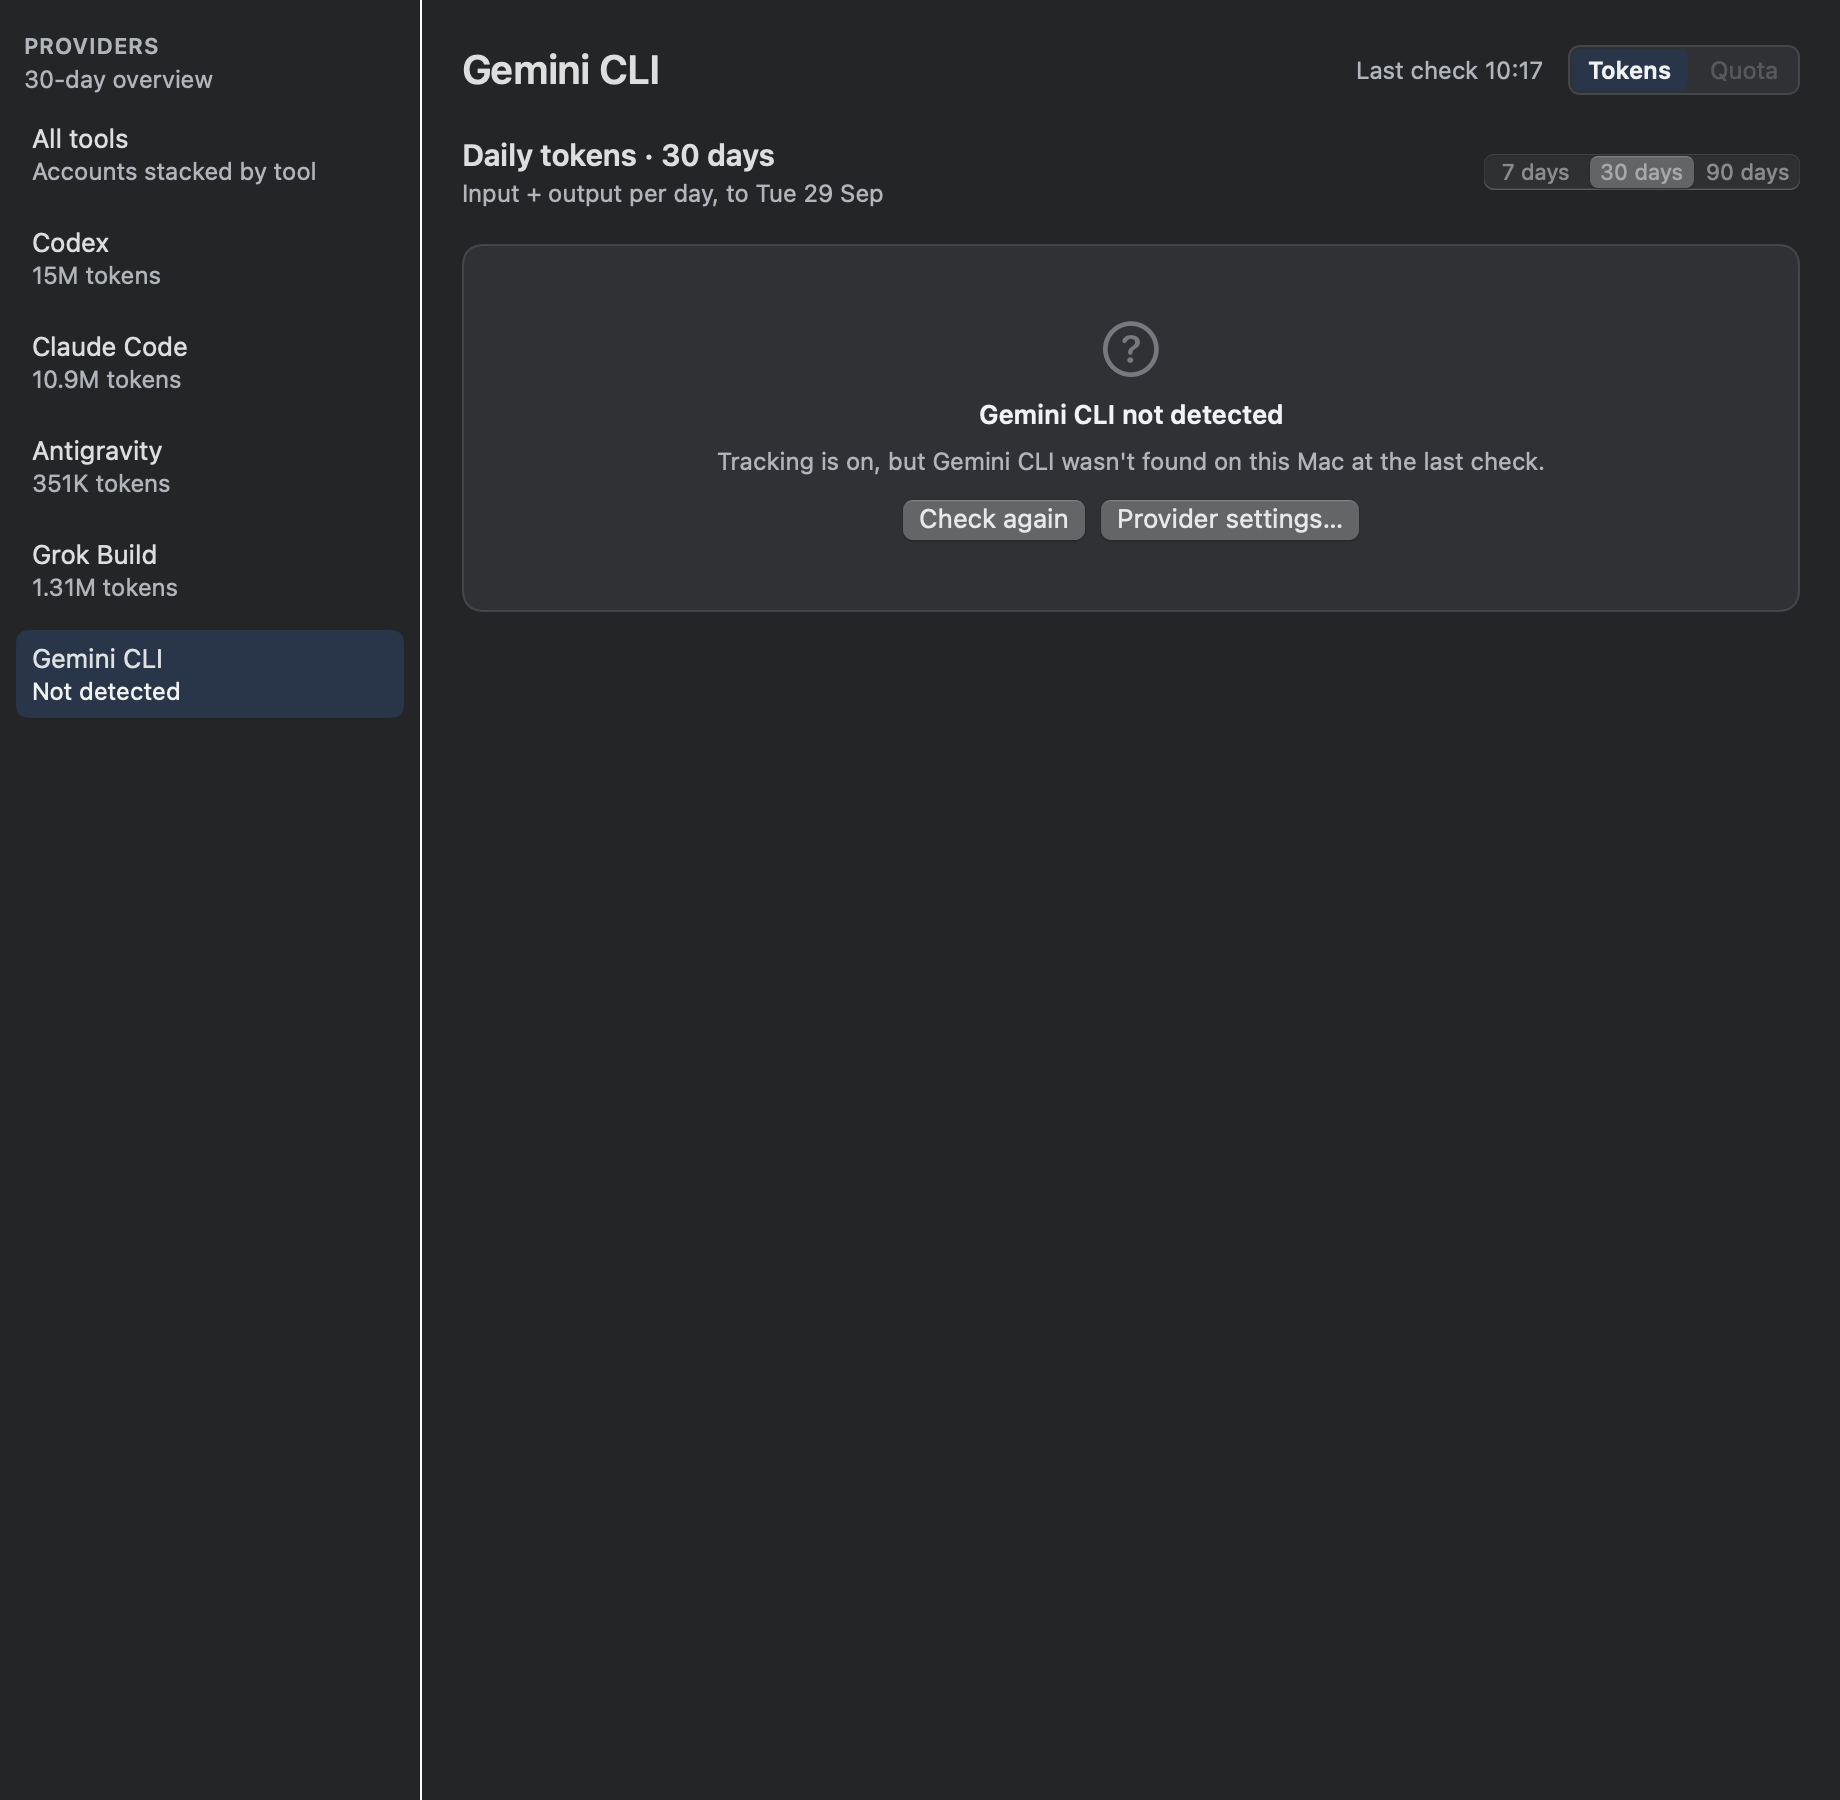 PROVIDERS
30-day overview
All tools
Accounts stacked by tool
Codex
15M tokens
Claude Code
10.9M tokens
Antigravity
351K tokens
Grok Build
1.31M tokens
Gemini CLI
Not detected
Gemini CLI
Last check 10:17
Tokens
Quota
Daily tokens · 30 days
Input + output per day, to Tue 29 Sep
7 days
30 days
90 days
?
Gemini CLI not detected
Tracking is on, but Gemini CLI wasn't found on this Mac at the last check.
Check again
Provider settings...